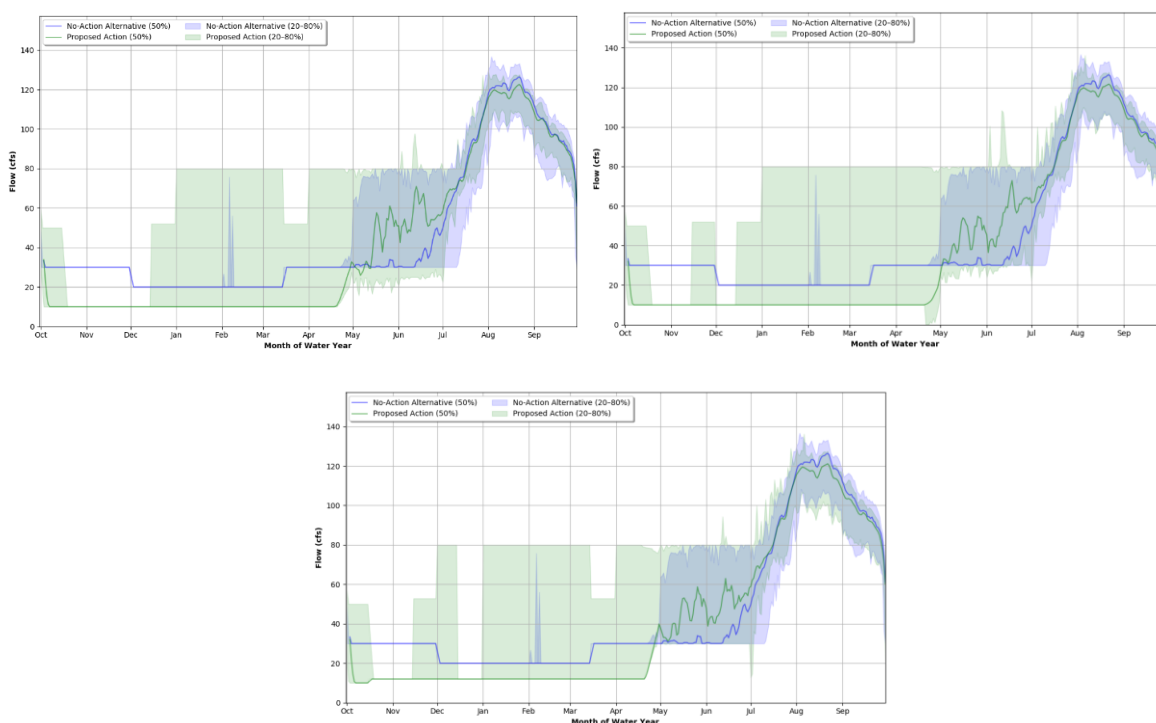 No-Action Alternative (50%) No-Action Alternative (20–80%)
Proposed Action (50%) Proposed Action (20–80%)
140
120
100
80
60
40
20
0
Flow (cfs)
Oct Nov Dec Jan Feb Mar Apr May Jun Jul Aug Sep
Month of Water Year
No-Action Alternative (50%) No-Action Alternative (20–80%)
Proposed Action (50%) Proposed Action (20–80%)
140
120
100
80
60
40
20
0
Flow (cfs)
Oct Nov Dec Jan Feb Mar Apr May Jun Jul Aug Sep
Month of Water Year
No-Action Alternative (50%) No-Action Alternative (20–80%)
Proposed Action (50%) Proposed Action (20–80%)
140
120
100
80
60
40
20
0
Flow (cfs)
Oct Nov Dec Jan Feb Mar Apr May Jun Jul Aug Sep
Month of Water Year